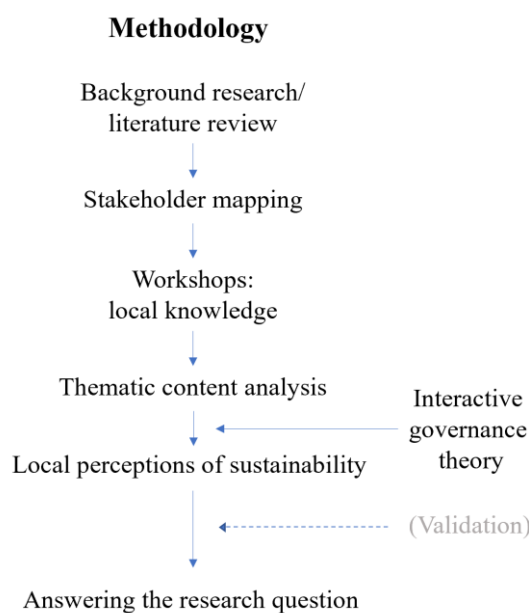 Methodology
Background research/
literature review
Stakeholder mapping
Workshops:
local knowledge
Thematic content analysis
Interactive
governance
theory
Local perceptions of sustainability
(Validation)
Answering the research question